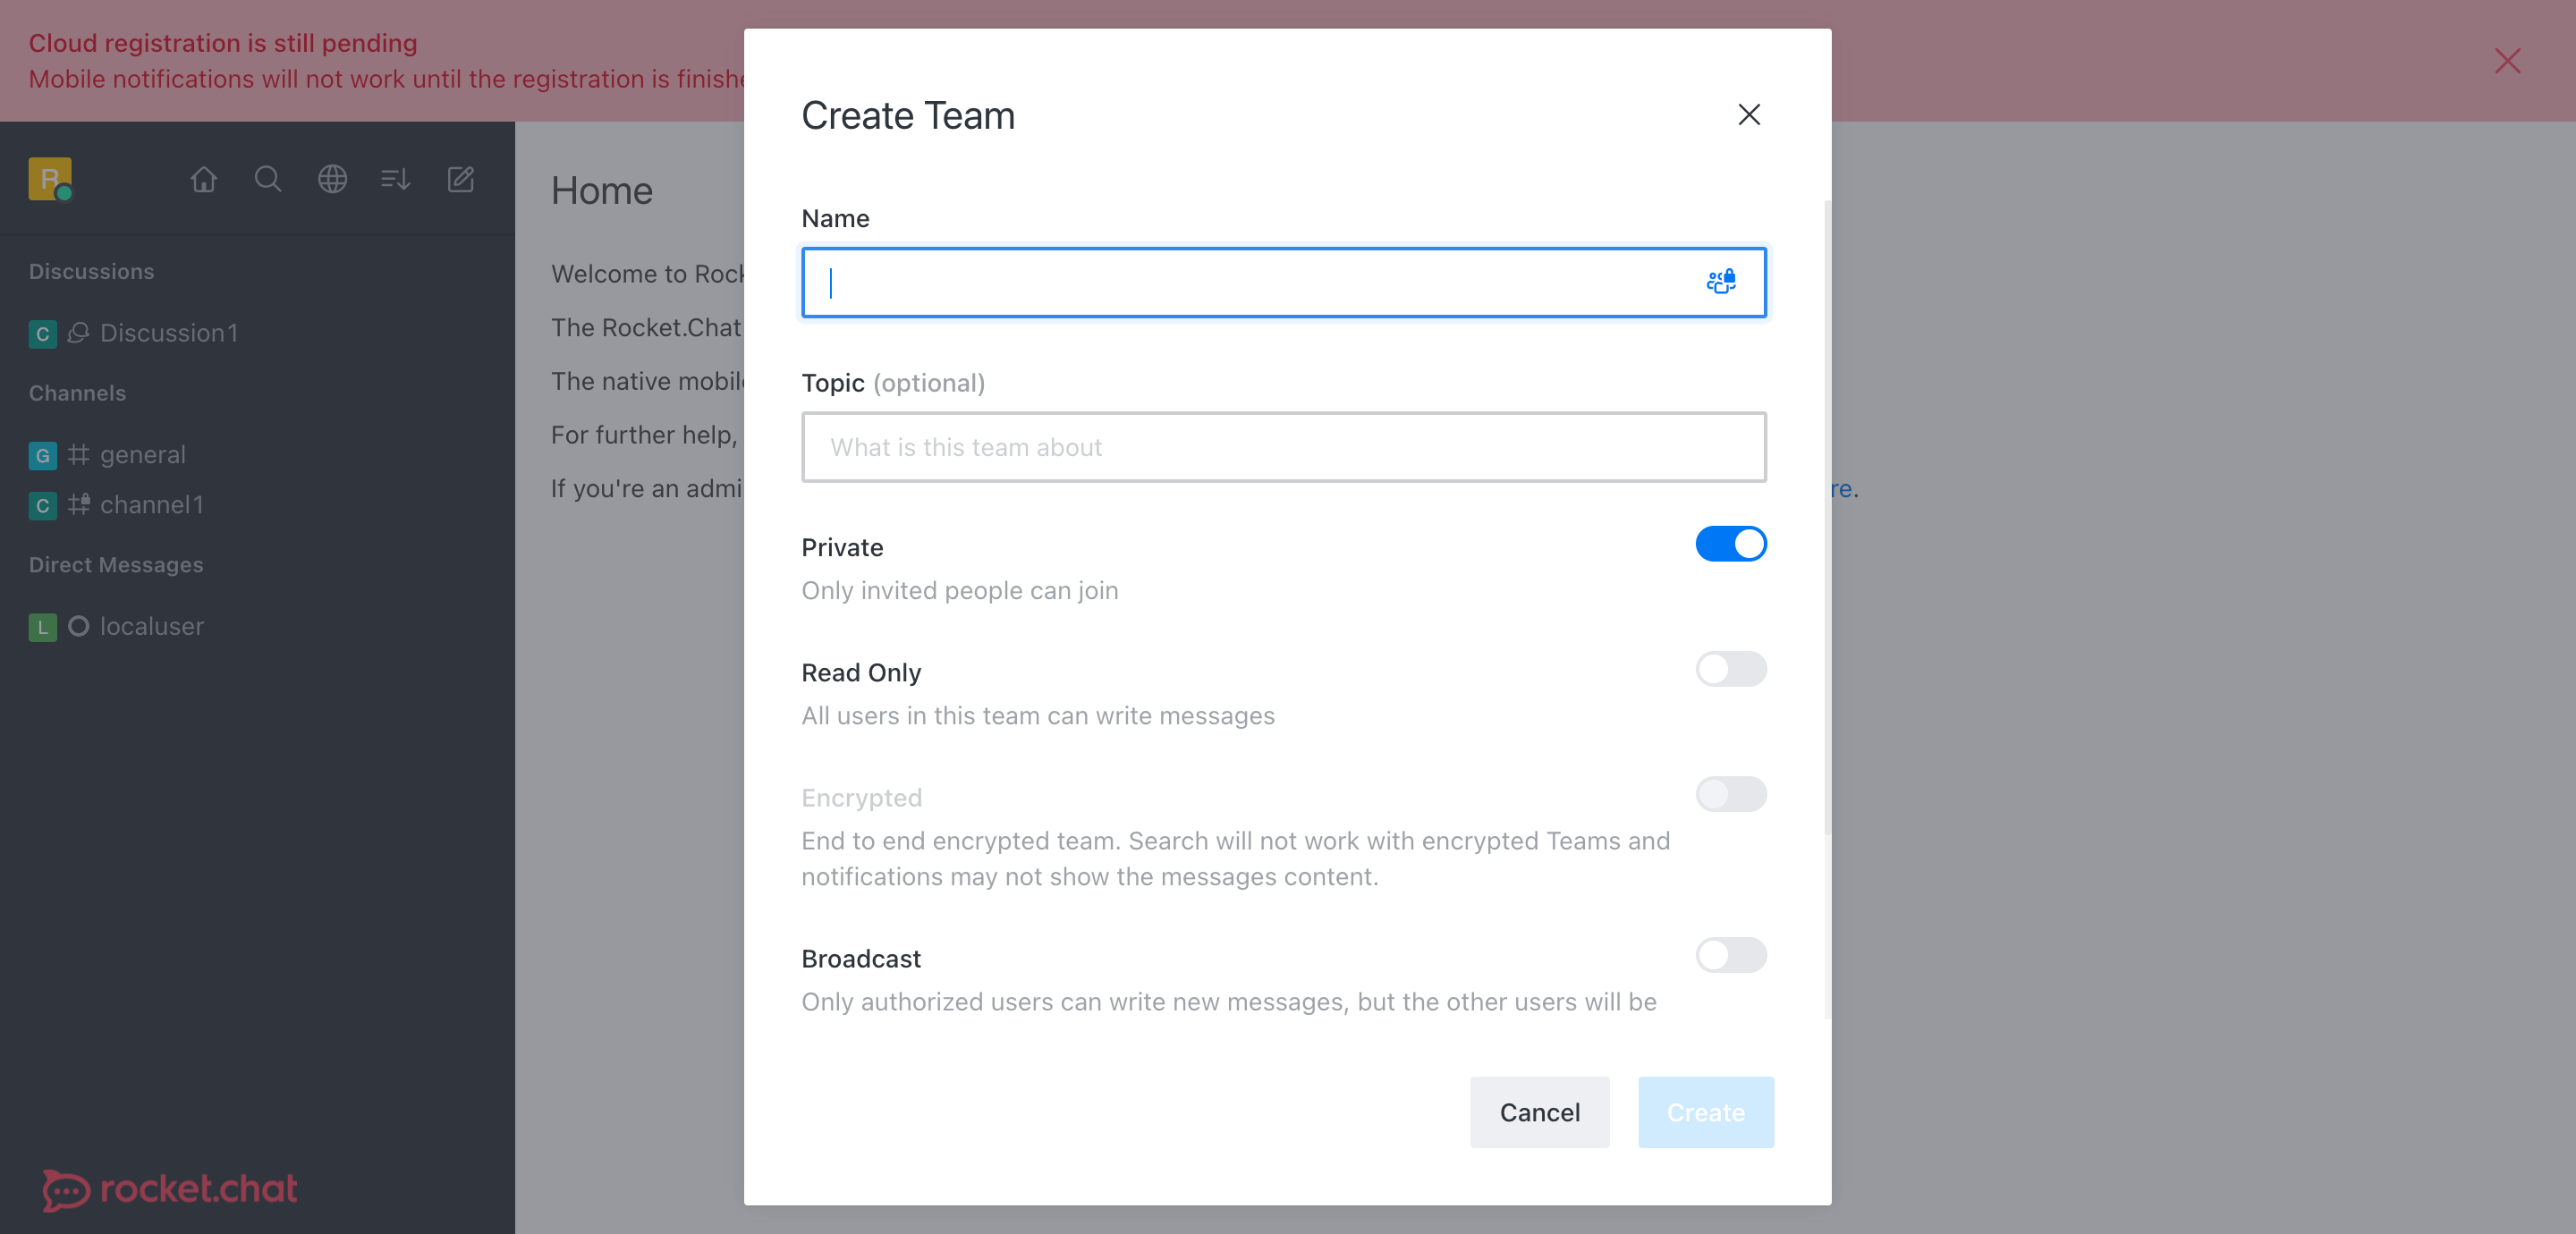 Cloud registration is still pending
Mobile notifications will not work until the registration is
R
Discussions
C Discussion1
Channels
G general
C channel1
Direct Messages
L localuser
rocket.chat
Home
Welcome to
The Rocket.Chat
The native
For further help,
If you're an
re.
Create Team
Name
Topic (optional)
What is this team about
Private
Only invited people can join
Read Only
All users in this team can write messages
Encrypted
End to end encrypted team. Search will not work with encrypted Teams and
notifications may not show the messages content.
Broadcast
Only authorized users can write new messages, but the other users will be
Cancel
Create